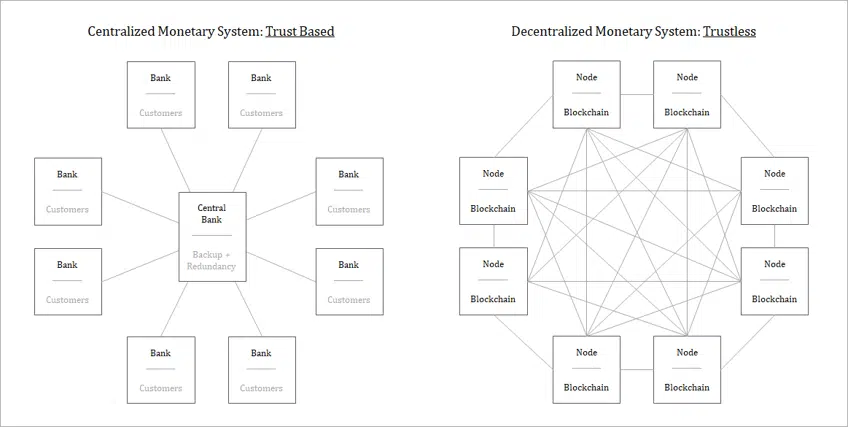 Centralized Monetary System: Trust Based
Bank
Customers
Bank
Customers
Bank
Customers
Bank
Customers
Central
Bank
Backup +
Redundancy
Bank
Customers
Bank
Customers
Bank
Customers
Bank
Customers
Decentralized Monetary System: Trustless
Node
Blockchain
Node
Blockchain
Node
Blockchain
Node
Blockchain
Node
Blockchain
Node
Blockchain
Node
Blockchain
Node
Blockchain